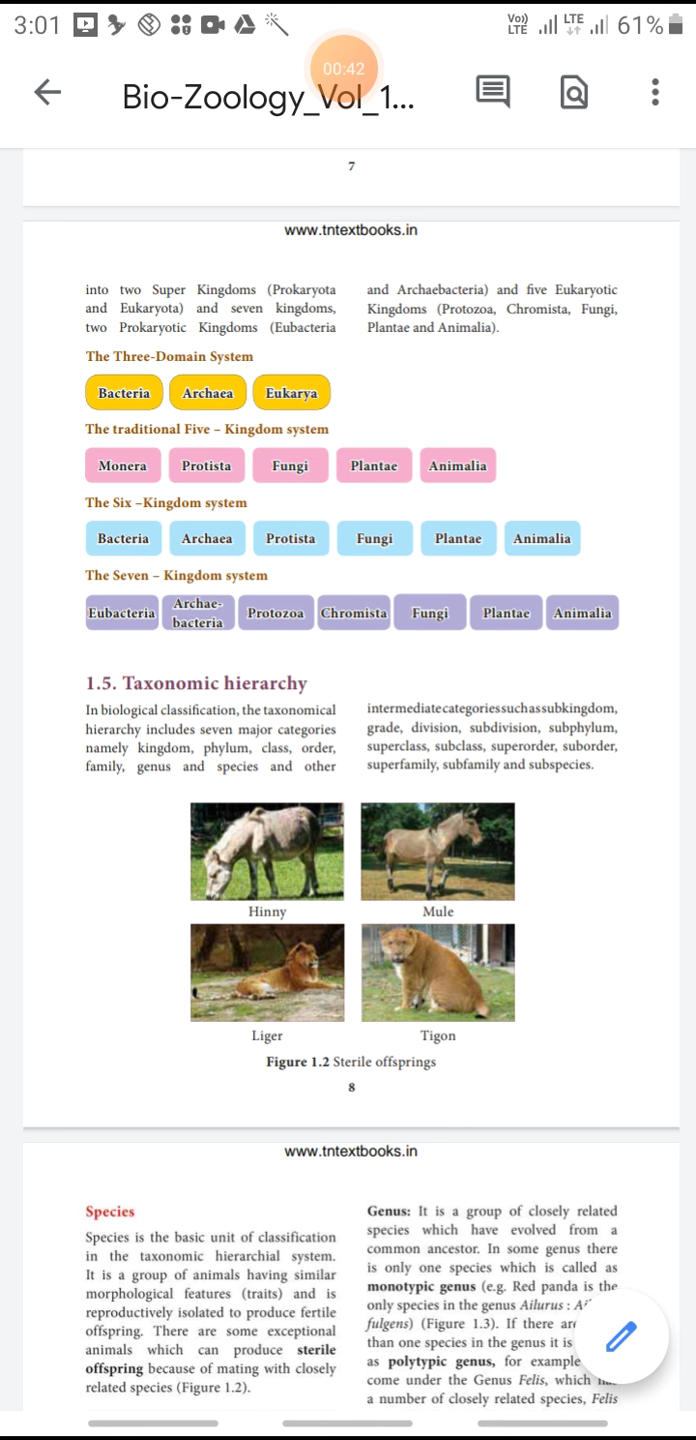 3:01
Vo))
LTE
LTE
61%
00:42
Bio-Zoology_Vol_1...
7
www.tntextbooks.in
into two Super Kingdoms (Prokaryota
and Eukaryota) and seven kingdoms,
two Prokaryotic Kingdoms (Eubacteria
and Archaebacteria) and five Eukaryotic
Kingdoms (Protozoa, Chromista, Fungi,
Plantae and Animalia).
The Three-Domain System
Bacteria Archaea Eukarya
The traditional Five – Kingdom system
Monera Protista Fungi Plantae Animalia
The Six –Kingdom system
Bacteria Archaea Protista Fungi Plantae Animalia
The Seven – Kingdom system
Eubacteria Archae-
bacteria Protozoa Chromista Fungi Plantae Animalia
1.5. Taxonomic hierarchy
In biological classification, the taxonomical
hierarchy includes seven major categories
namely kingdom, phylum, class, order,
family, genus and species and other
intermediatecategoriessuchassubkingdom,
grade, division, subdivision, subphylum,
superclass, subclass, superorder, suborder,
superfamily, subfamily and subspecies.
Hinny Mule
Liger Tigon
Figure 1.2 Sterile offsprings
8
www.tntextbooks.in
Species
Species is the basic unit of classification
in the taxonomic hierarchial system.
It is a group of animals having similar
morphological features (traits) and is
reproductively isolated to produce fertile
offspring. There are some exceptional
animals which can produce sterile
offspring because of mating with closely
related species (Figure 1.2).
Genus: It is a group of closely related
species which have evolved from a
common ancestor. In some genus there
is only one species which is called as
monotypic genus (e.g. Red panda is the
only species in the genus Ailurus :
fulgens) (Figure 1.3). If there
than one species in the genus it is
as polytypic genus, for example
come under the Genus Felis, which
a number of closely related species, Felis